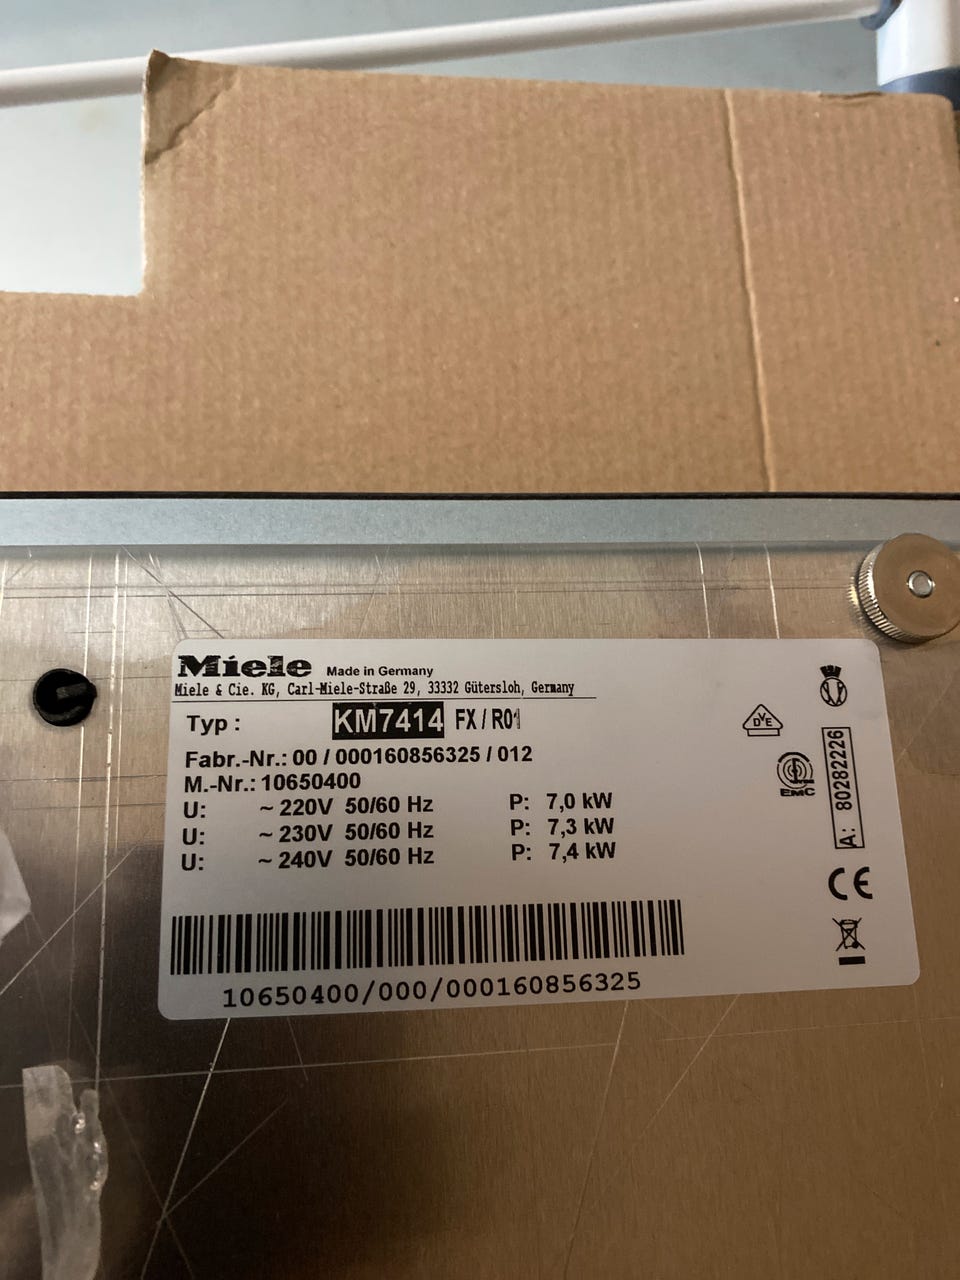 Miele Made in Germany
Miele & Cie. KG, Carl-Miele-Straße 29, 33332 Gütersloh, Germany
Typ : KM7414 FX / R01
Fabr.-Nr.: 00 / 000160856325 / 012
M.-Nr.: 10650400
U: ~ 220V 50/60 Hz P: 7,0 kW
U: ~ 230V 50/60 Hz P: 7,3 kW
U: ~ 240V 50/60 Hz P: 7,4 kW
10650400/000/000160856325
DVE
EMC
A: 80282226
CE